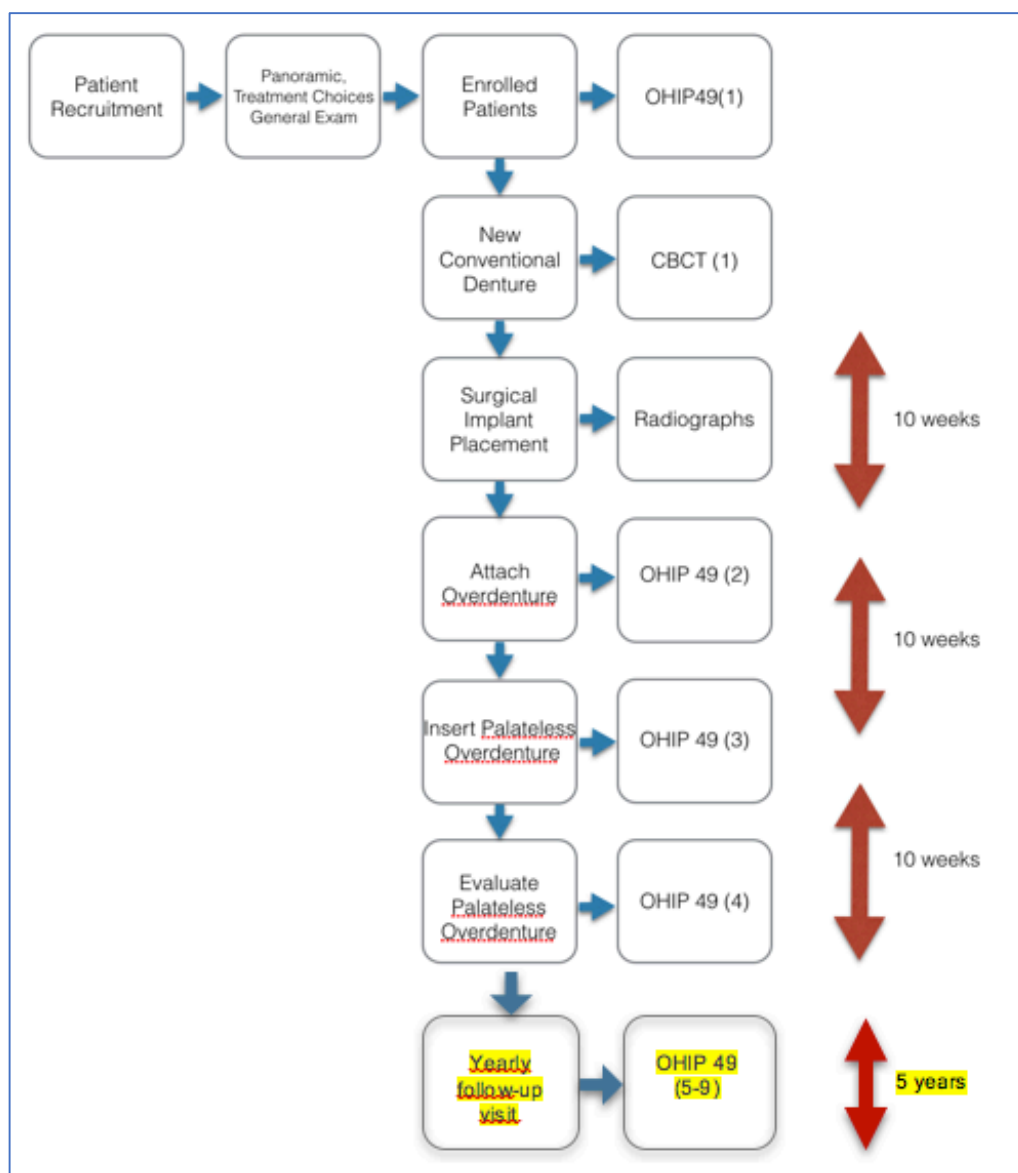 Patient
Recruitment
Panoramic,
Treatment Choices
General Exam
Enrolled
Patients
OHIP49(1)
New
Conventional
Denture
CBCT (1)
Surgical
Implant
Placement
Radiographs
10 weeks
Attach
Overdenture
OHIP 49 (2)
10 weeks
Insert Palateless
Overdenture
OHIP 49 (3)
Evaluate
Palateless
Overdenture
OHIP 49 (4)
10 weeks
Yearly
follow-up
visit
OHIP 49
(5-9)
5 years